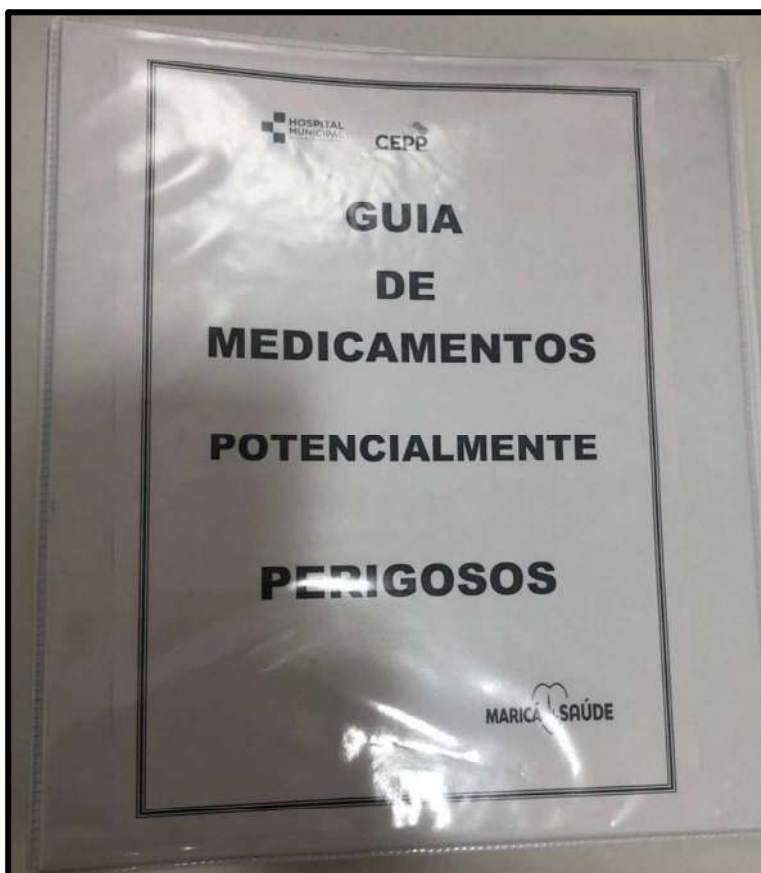 HOSPITAL
MUNICIPAL
CEPP
GUIA
DE
MEDICAMENTOS
POTENCIALMENTE
PERIGOSOS
MARICÁ SAÚDE